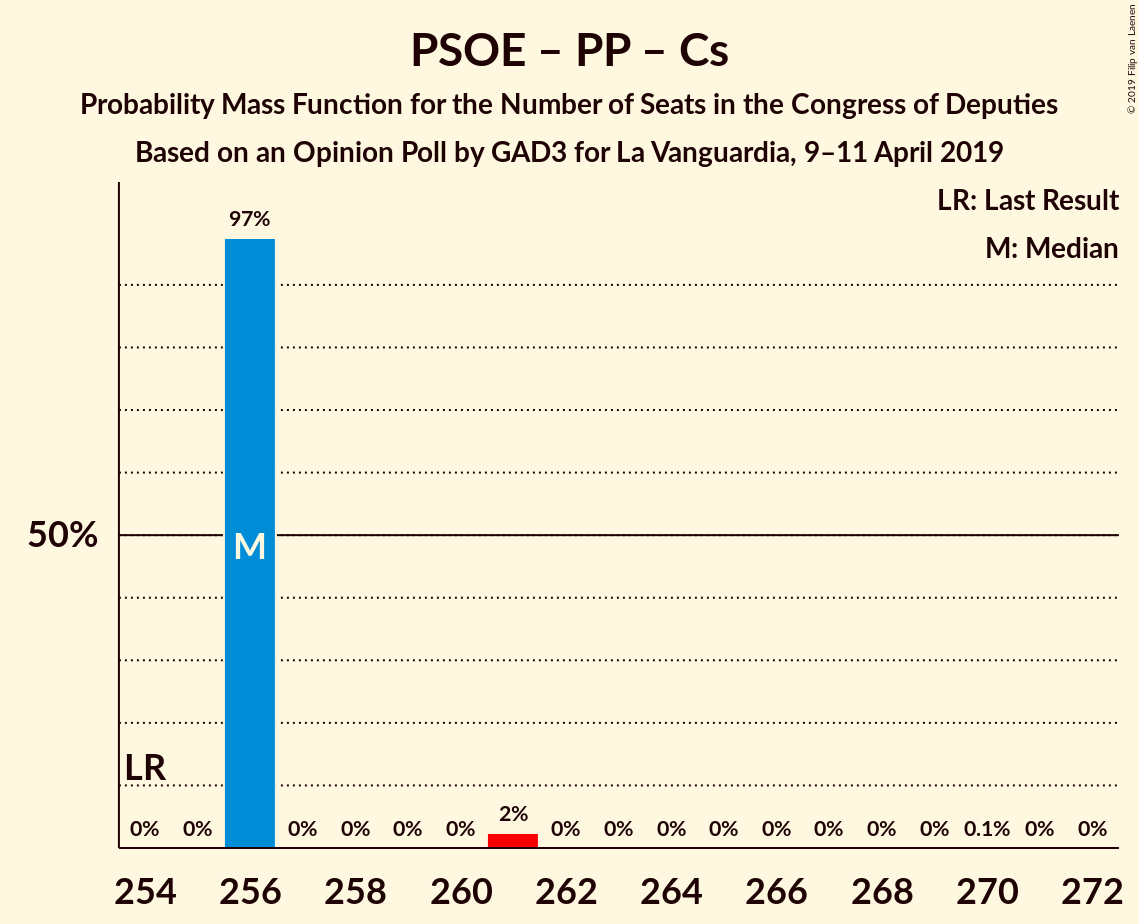 PSOE – PP – Cs
Probability Mass Function for the Number of Seats in the Congress of Deputies
Based on an Opinion Poll by GAD3 for La Vanguardia, 9–11 April 2019
© 2019 Filip van Laenen
LR: Last Result
M: Median
97%
50%
M
LR
0% 0% 0% 0% 0% 0% 2% 0% 0% 0% 0% 0% 0% 0% 0% 0.1% 0% 0%
254 256 258 260 262 264 266 268 270 272